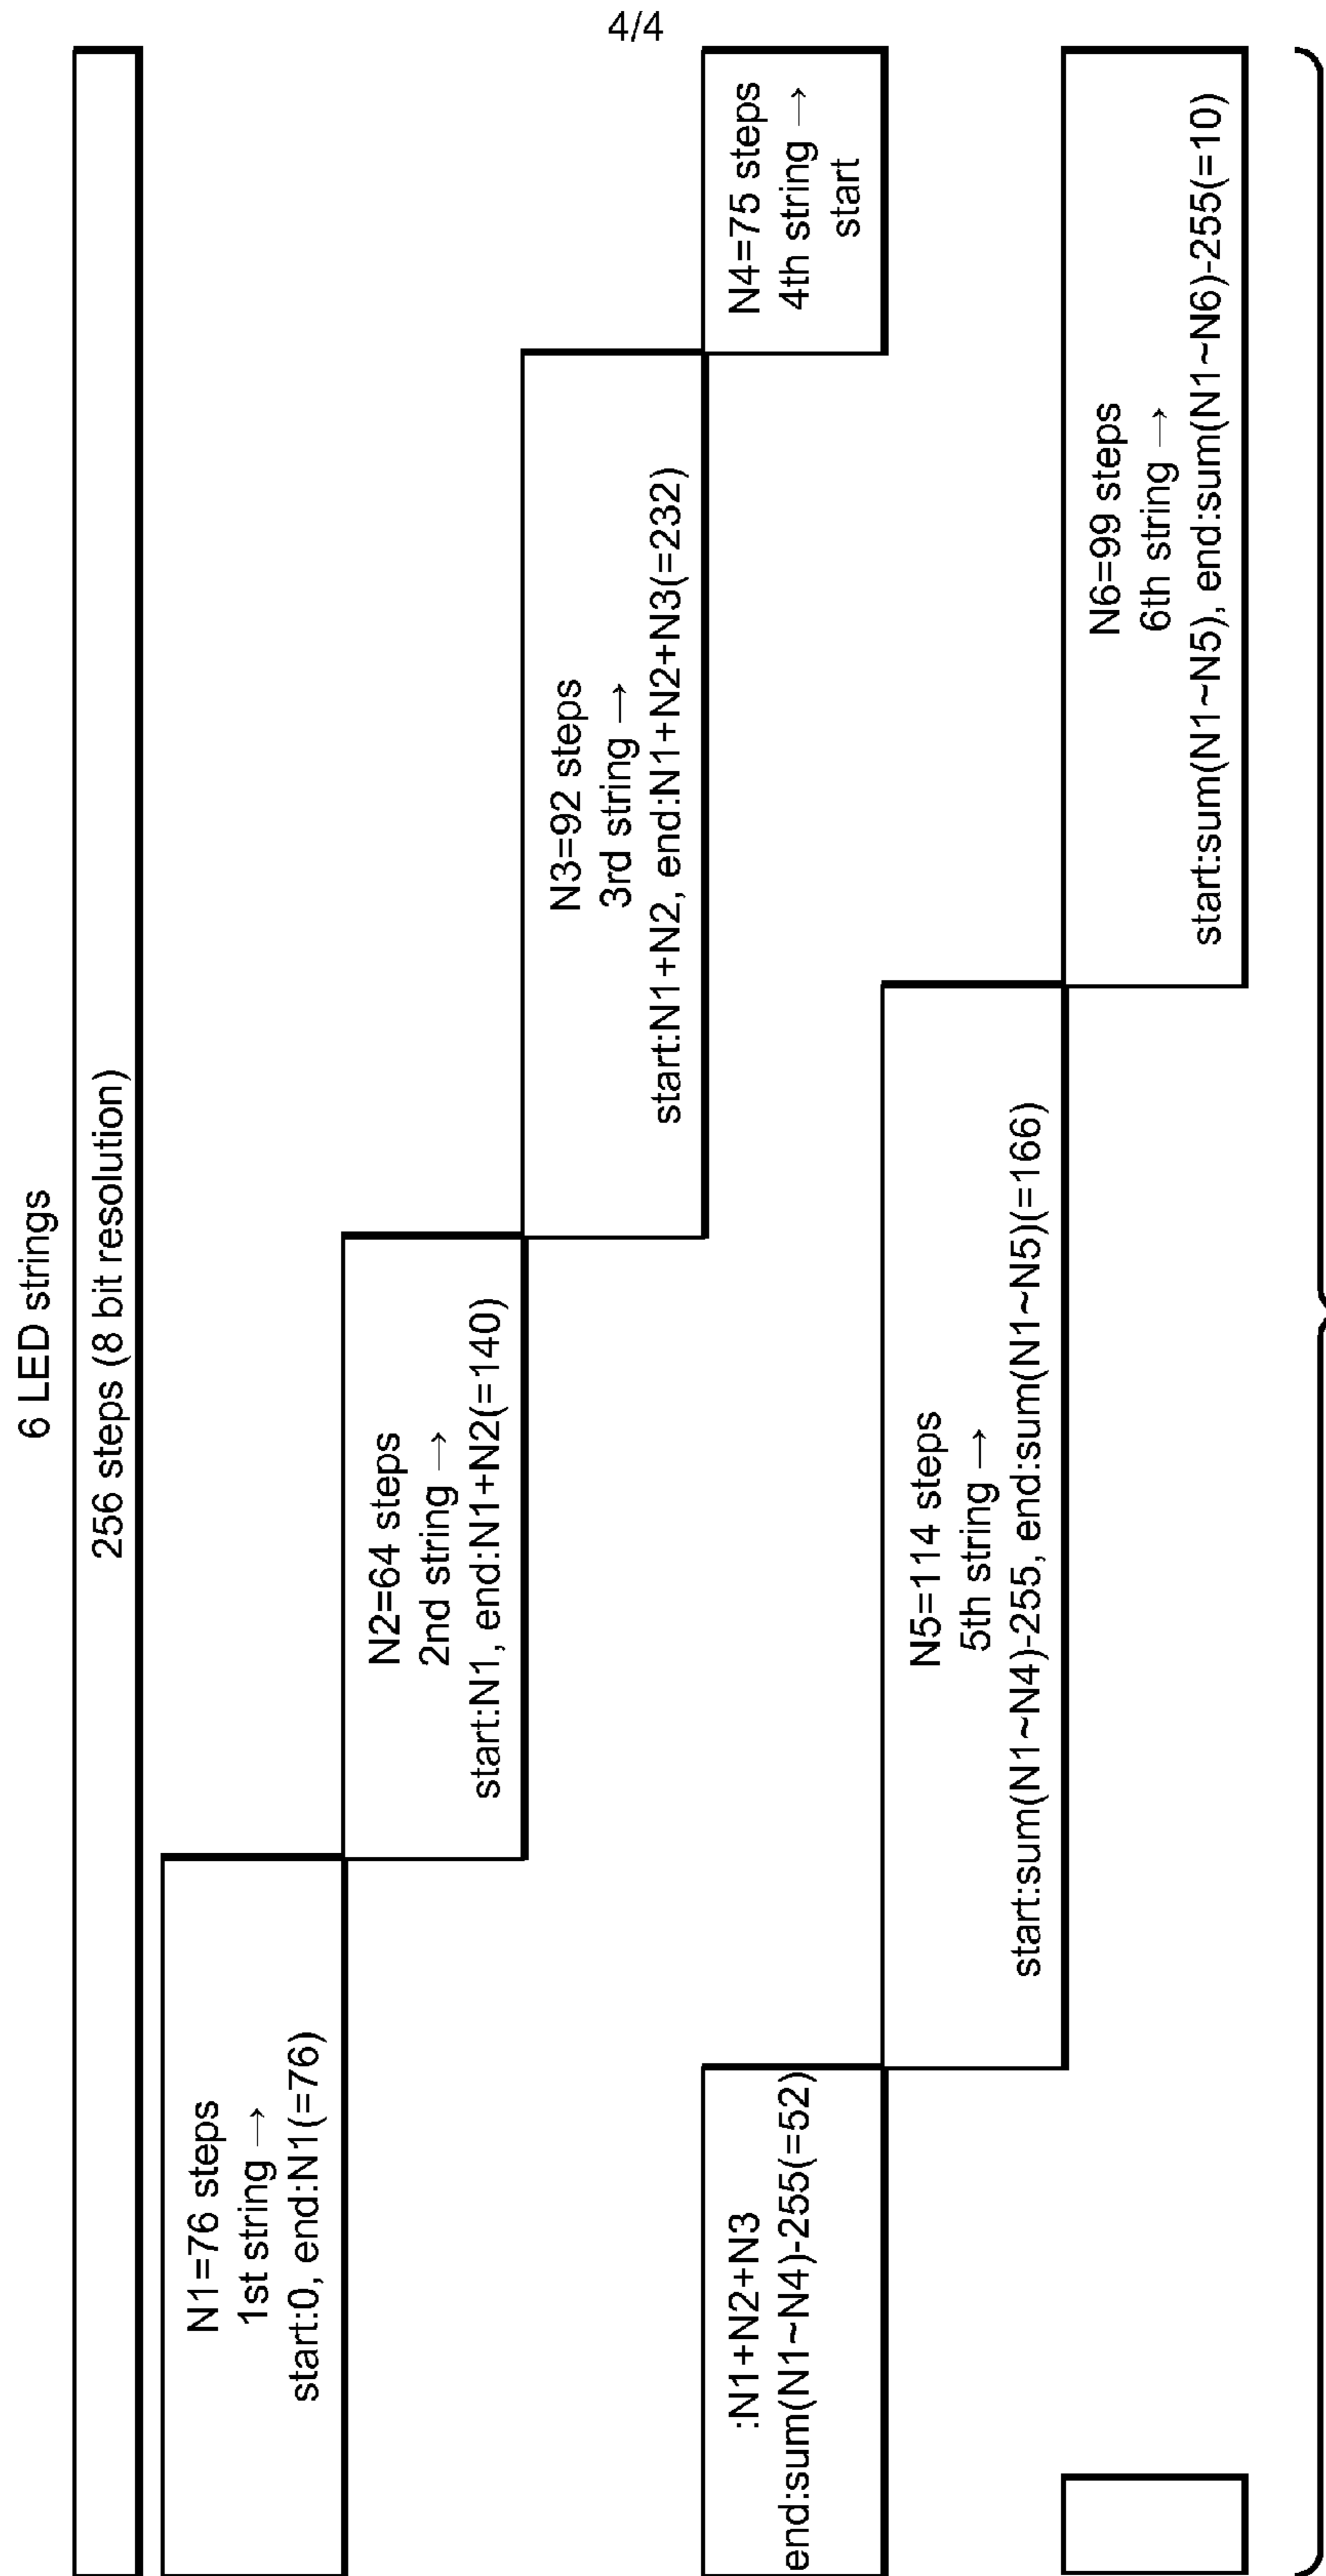 4/4
6 LED strings
256 steps (8 bit resolution)
N1=76 steps
1st string →
start:0, end:N1(=76)
N2=64 steps
2nd string →
start:N1, end:N1+N2(=140)
N3=92 steps
3rd string →
start:N1+N2, end:N1+N2+N3(=232)
N4=75 steps
4th string →
start
:N1+N2+N3
end:sum(N1~N4)-255(=52)
N5=114 steps
5th string →
start:sum(N1~N4)-255, end:sum(N1~N5)(=166)
N6=99 steps
6th string →
start:sum(N1~N5), end:sum(N1~N6)-255(=10)